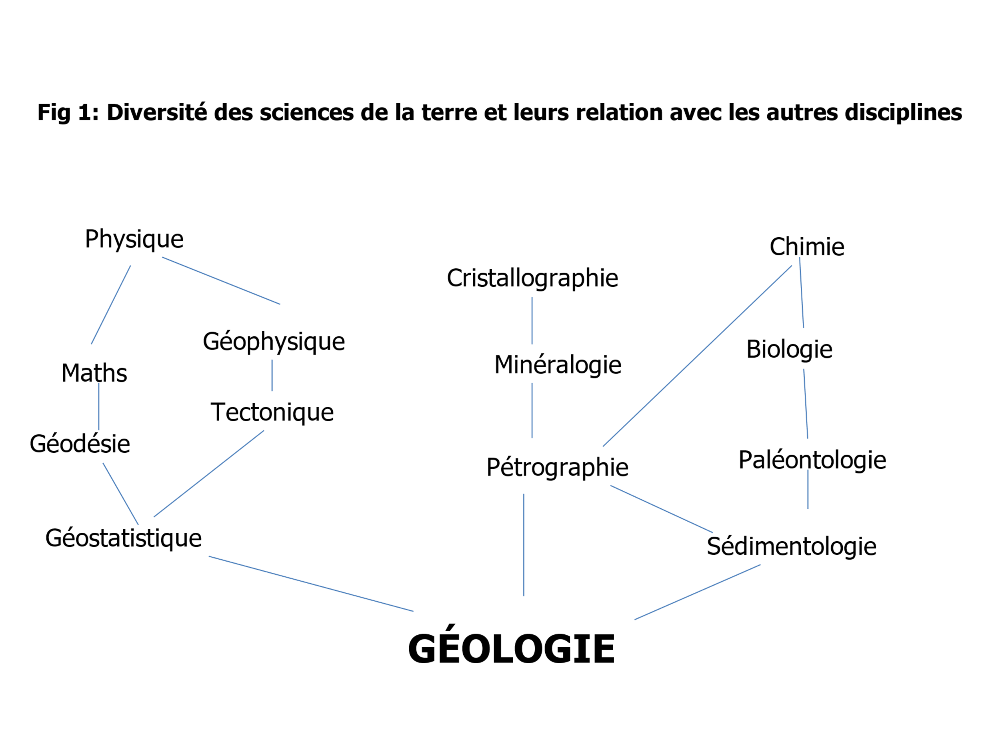 Fig 1: Diversité des sciences de la terre et leurs relation avec les autres disciplines
Physique
Chimie
Cristallographie
Géophysique
Biologie
Minéralogie
Maths
Tectonique
Géodésie
Paléontologie
Pétrographie
Géostatistique
Sédimentologie
GÉOLOGIE